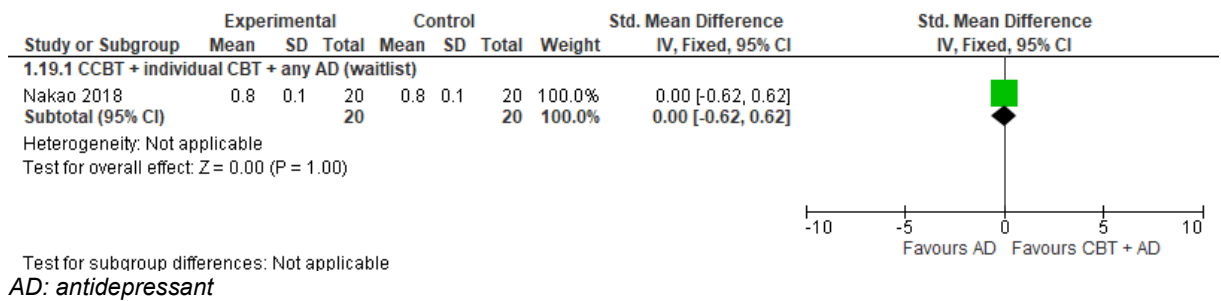 Experimental Control Std. Mean Difference Std. Mean Difference
Study or Subgroup Mean SD Total Mean SD Total Weight IV, Fixed, 95% CI IV, Fixed, 95% CI
1.19.1 CCBT + individual CBT + any AD (waitlist)
Nakao 2018 0.8 0.1 20 0.8 0.1 20 100.0% 0.00 [-0.62, 0.62]
Subtotal (95% CI) 20 20 100.0% 0.00 [-0.62, 0.62]
Heterogeneity: Not applicable
Test for overall effect: Z = 0.00 (P = 1.00)
-10 -5 0 5 10
Favours AD Favours CBT + AD
Test for subgroup differences: Not applicable
AD: antidepressant